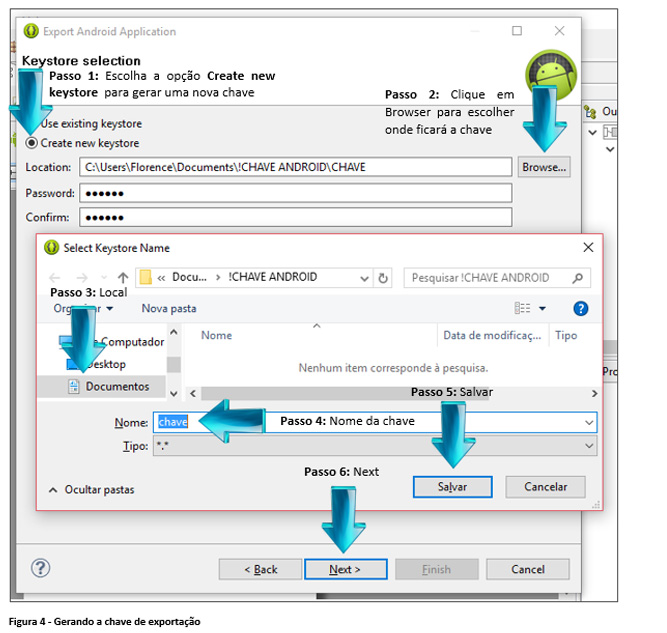 Export Android Application
Keystore selection
Passo 1: Escolha a opção Create new
keystore para gerar uma nova chave
Passo 2: Clique em
Browser para escolher
onde ficará a chave
Use existing keystore
Create new keystore
Location: C:\Users\Florence\Documents\!CHAVE ANDROID\CHAVE Browse...
Password: ••••••
Confirm: ••••••
Select Keystore Name
« Docu... › !CHAVE ANDROID
Pesquisar !CHAVE ANDROID
Passo 3: Local
Nova pasta
Nome Data de modificaç... Tipo
Computador
Desktop
Documentos
Nenhum item corresponde à pesquisa.
Passo 5: Salvar
Nome: chave
Passo 4: Nome da chave
Tipo: *.*
Passo 6: Next
Ocultar pastas
Salvar Cancelar
< Back Next > Finish Cancel
Figura 4 - Gerando a chave de exportação